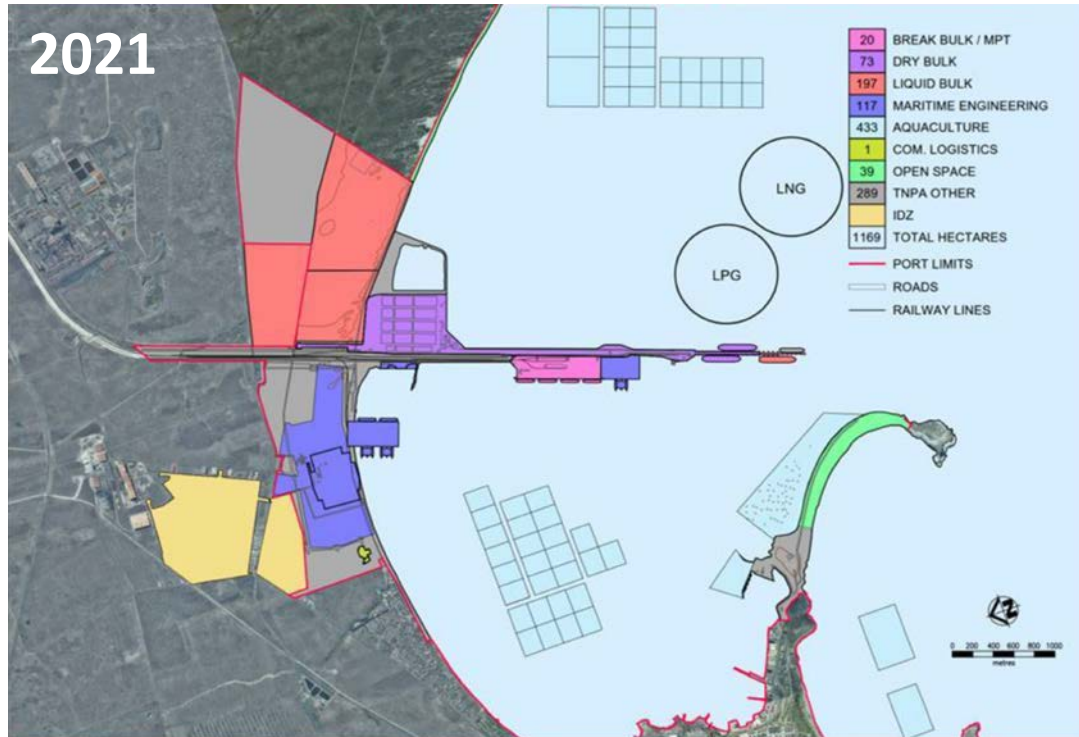 2021
20 BREAK BULK / MPT
73 DRY BULK
197 LIQUID BULK
117 MARITIME ENGINEERING
433 AQUACULTURE
1 COM. LOGISTICS
39 OPEN SPACE
289 TNPA OTHER
IDZ
1169 TOTAL HECTARES
PORT LIMITS
ROADS
RAILWAY LINES
LNG
LPG
N
0 200 400 600 800 1000
metres